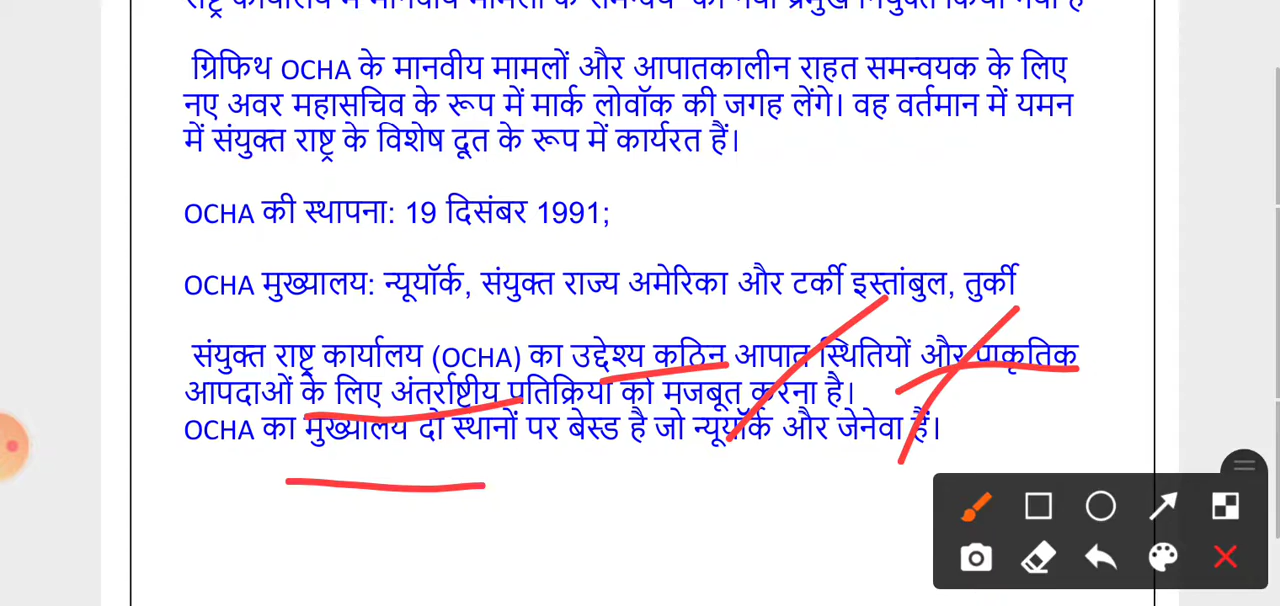 ग्रिफिथ OCHA के मानवीय मामलों और आपातकालीन राहत समन्वयक के लिए
नए अवर महासचिव के रूप में मार्क लोवॉक की जगह लेंगे। वह वर्तमान में यमन
में संयुक्त राष्ट्र के विशेष दूत के रूप में कार्यरत हैं।
OCHA की स्थापना: 19 दिसंबर 1991;
OCHA मुख्यालय: न्यूयॉर्क, संयुक्त राज्य अमेरिका और टर्की इस्तांबुल, तुर्की
संयुक्त राष्ट्र कार्यालय (OCHA) का उद्देश्य कठिन आपात स्थितियों और प्राकृतिक
आपदाओं के लिए अंतर्राष्ट्रीय प्रतिक्रिया को मजबूत करना है।
OCHA का मुख्यालय दो स्थानों पर बेस्ड है जो न्यूयॉर्क और जेनेवा हैं।